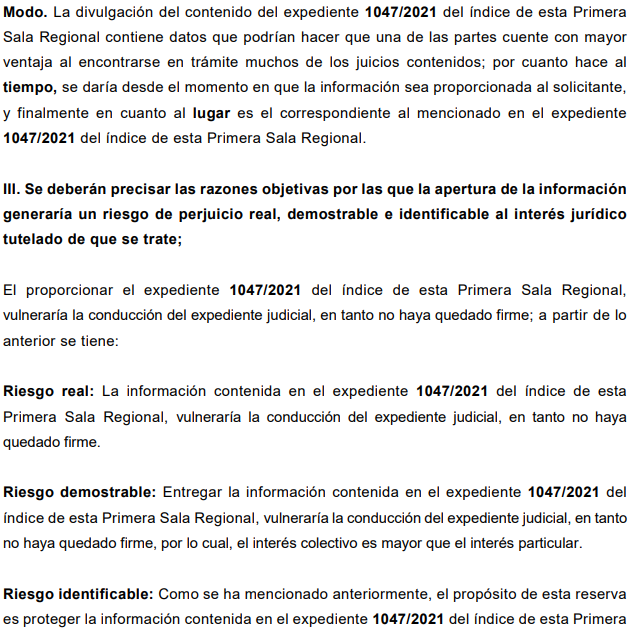 Modo. La divulgación del contenido del expediente 1047/2021 del índice de esta Primera
Sala Regional contiene datos que podrían hacer que una de las partes cuente con mayor
ventaja al encontrarse en trámite muchos de los juicios contenidos; por cuanto hace al
tiempo, se daría desde el momento en que la información sea proporcionada al solicitante,
y finalmente en cuanto al lugar es el correspondiente al mencionado en el expediente
1047/2021 del índice de esta Primera Sala Regional.
III. Se deberán precisar las razones objetivas por las que la apertura de la información
generaría un riesgo de perjuicio real, demostrable e identificable al interés jurídico
tutelado de que se trate;
El proporcionar el expediente 1047/2021 del índice de esta Primera Sala Regional,
vulneraría la conducción del expediente judicial, en tanto no haya quedado firme; a partir de lo
anterior se tiene:
Riesgo real: La información contenida en el expediente 1047/2021 del índice de esta
Primera Sala Regional, vulneraría la conducción del expediente judicial, en tanto no haya
quedado firme.
Riesgo demostrable: Entregar la información contenida en el expediente 1047/2021 del
índice de esta Primera Sala Regional, vulneraría la conducción del expediente judicial, en tanto
no haya quedado firme, por lo cual, el interés colectivo es mayor que el interés particular.
Riesgo identificable: Como se ha mencionado anteriormente, el propósito de esta reserva
es proteger la información contenida en el expediente 1047/2021 del índice de esta Primera